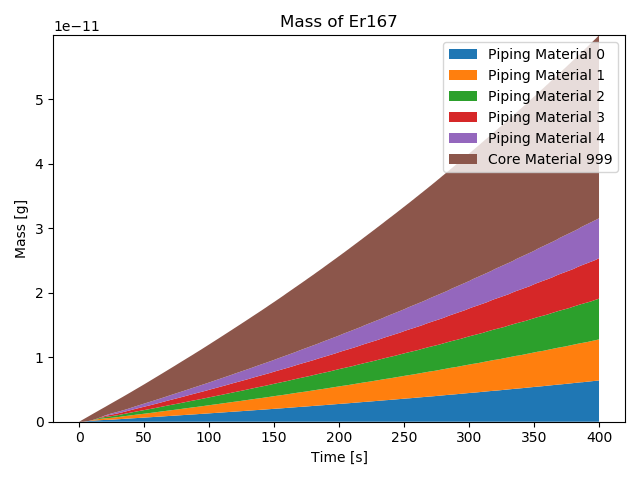 Mass of Er167
1e−11
Piping Material 0
Piping Material 1
Piping Material 2
Piping Material 3
Piping Material 4
Core Material 999
5
4
3
2
1
0
Mass [g]
0 50 100 150 200 250 300 350 400
Time [s]